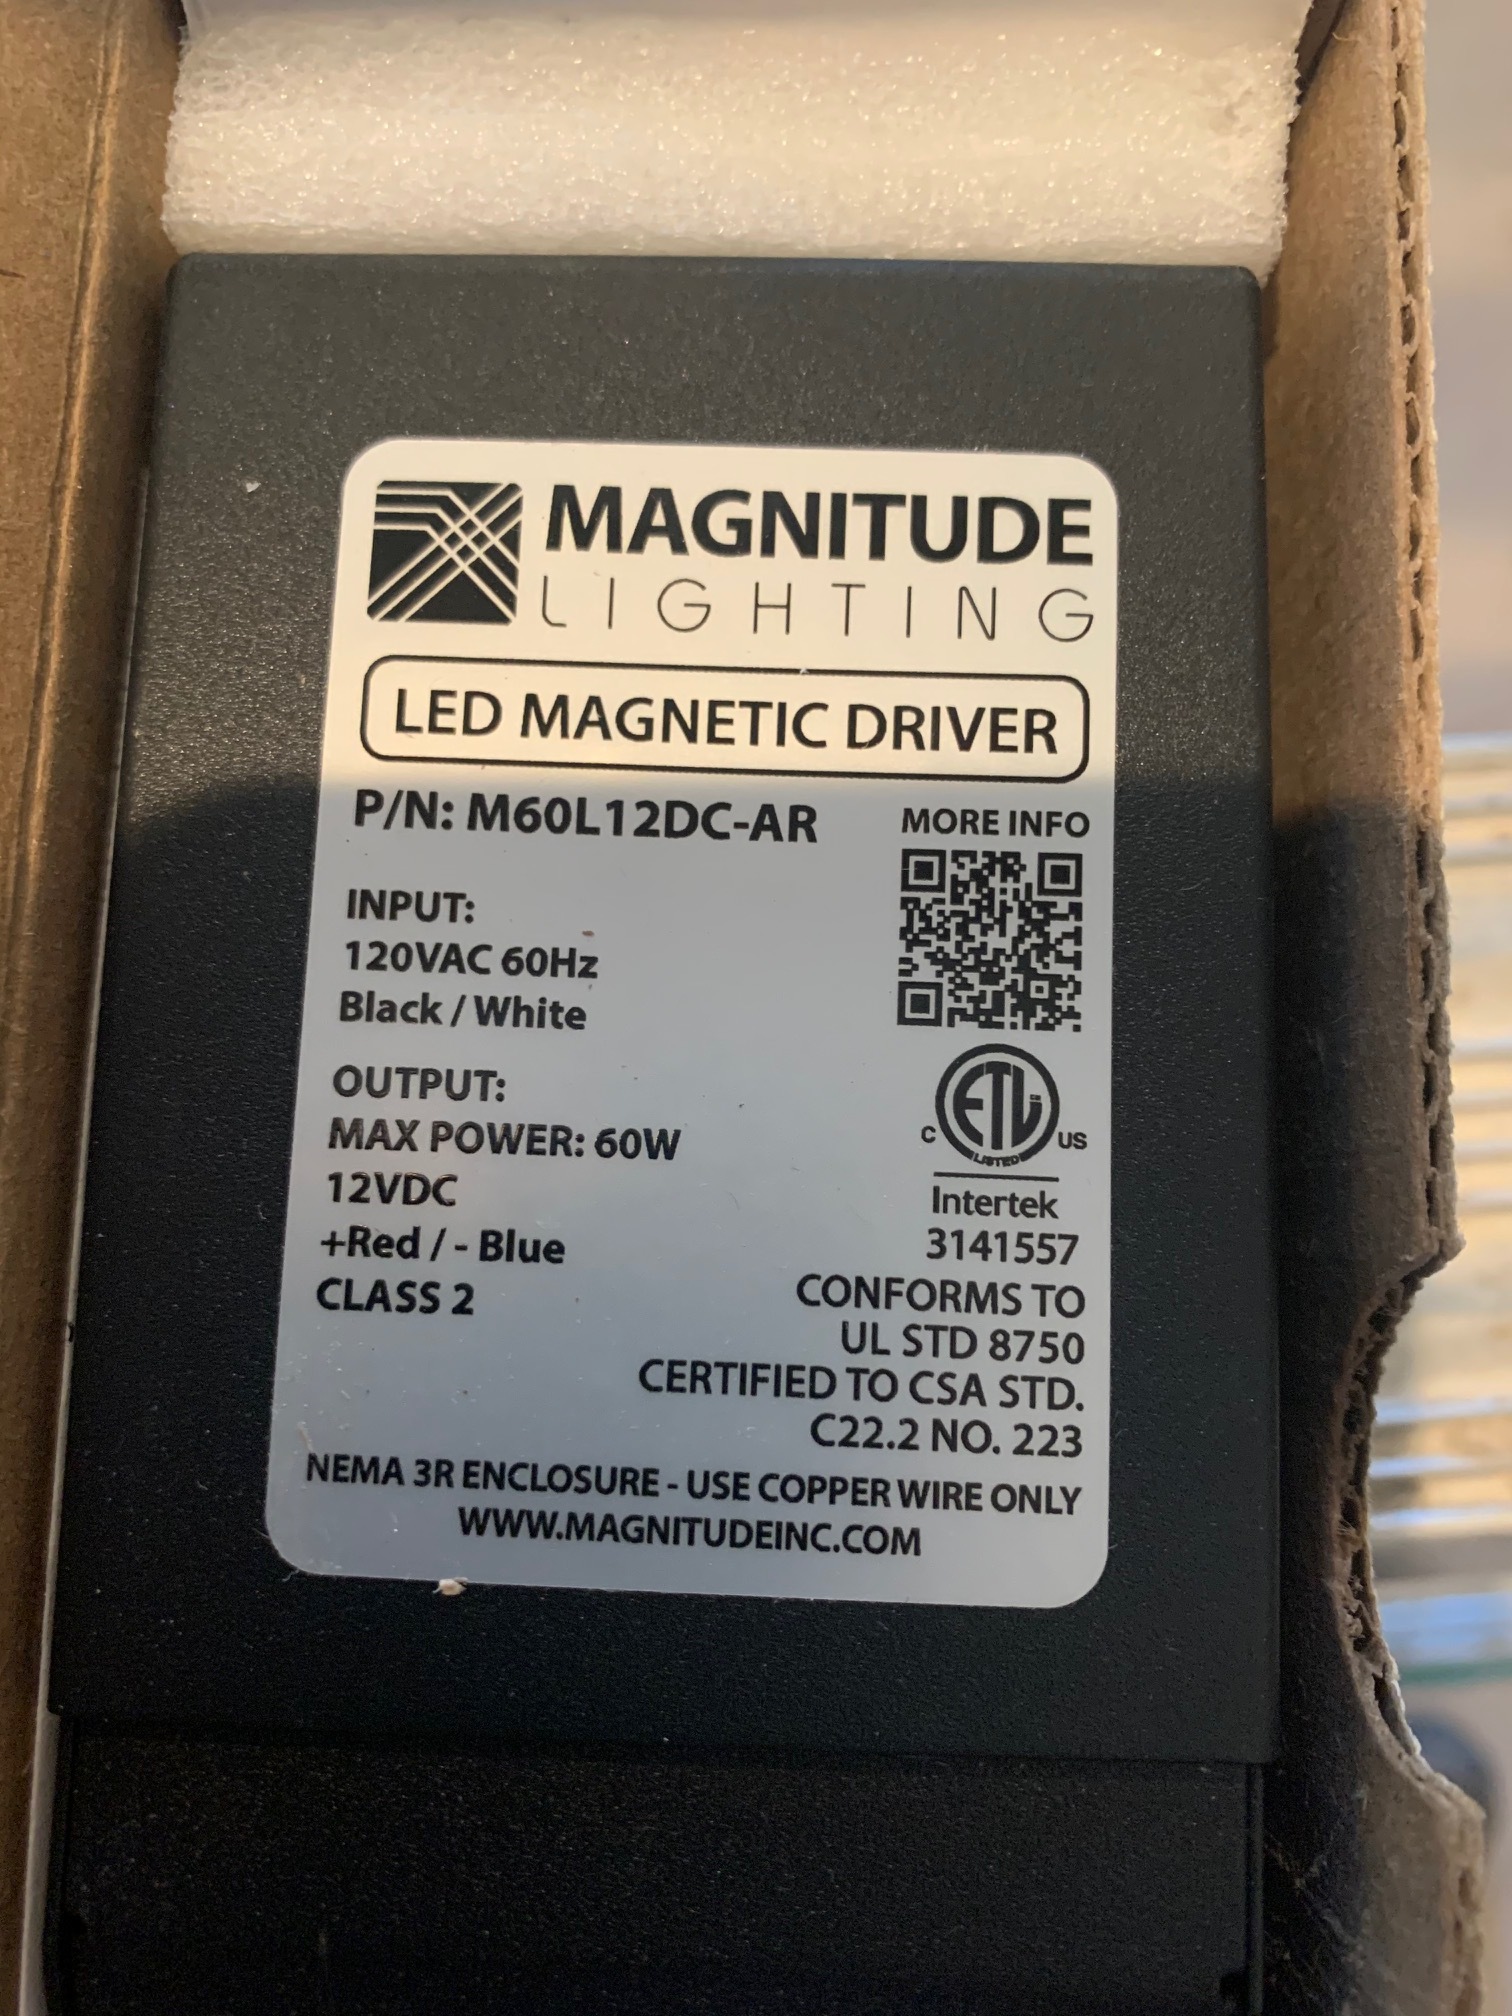 MAGNITUDE
LIGHTING
LED MAGNETIC DRIVER
P/N: M60L12DC-AR
MORE INFO
INPUT:
120VAC 60Hz
Black / White
OUTPUT:
MAX POWER: 60W
12VDC
+Red / - Blue
CLASS 2
ETL
C
US
LISTED
Intertek
3141557
CONFORMS TO
UL STD 8750
CERTIFIED TO CSA STD.
C22.2 NO. 223
NEMA 3R ENCLOSURE - USE COPPER WIRE ONLY
WWW.MAGNITUDEINC.COM